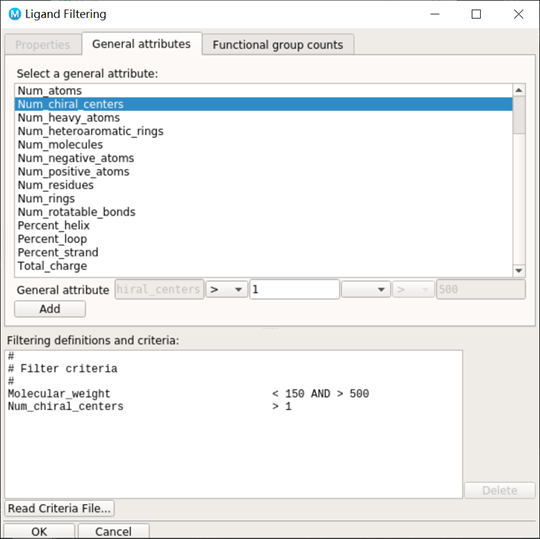 Ligand Filtering
Properties General attributes Functional group counts
Select a general attribute:
Num_atoms
Num_chiral_centers
Num_heavy_atoms
Num_heteroaromatic_rings
Num_molecules
Num_negative_atoms
Num_positive_atoms
Num_residues
Num_rings
Num_rotatable_bonds
Percent_helix
Percent_loop
Percent_strand
Total_charge
General attribute hiral_centers > 1 > 500
Add
Filtering definitions and criteria:
#
# Filter criteria
#
Molecular_weight < 150 AND > 500
Num_chiral_centers > 1
Delete
Read Criteria File...
OK Cancel